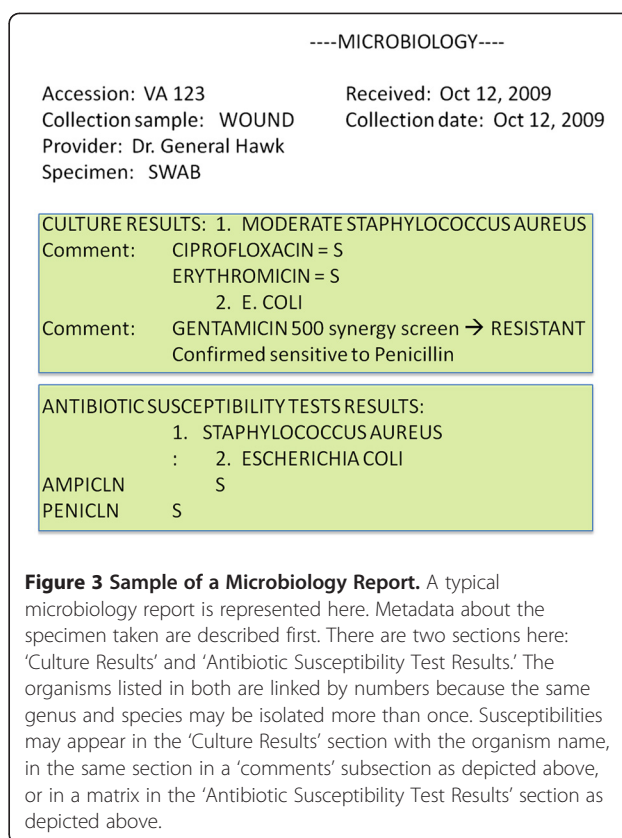 ----MICROBIOLOGY----
Accession: VA 123 Received: Oct 12, 2009
Collection sample: WOUND Collection date: Oct 12, 2009
Provider: Dr. General Hawk
Specimen: SWAB
CULTURE RESULTS: 1. MODERATE STAPHYLOCOCCUS AUREUS
Comment: CIPROFLOXACIN = S
ERYTHROMICIN = S
2. E. COLI
Comment: GENTAMICIN 500 synergy screen → RESISTANT
Confirmed sensitive to Penicillin
ANTIBIOTIC SUSCEPTIBILITY TESTS RESULTS:
1. STAPHYLOCOCCUS AUREUS
: 2. ESCHERICHIA COLI
AMPICLN S
PENICLN S
Figure 3 Sample of a Microbiology Report. A typical
microbiology report is represented here. Metadata about the
specimen taken are described first. There are two sections here:
‘Culture Results’ and ‘Antibiotic Susceptibility Test Results.’ The
organisms listed in both are linked by numbers because the same
genus and species may be isolated more than once. Susceptibilities
may appear in the ‘Culture Results’ section with the organism name,
in the same section in a ‘comments’ subsection as depicted above,
or in a matrix in the ‘Antibiotic Susceptibility Test Results’ section as
depicted above.